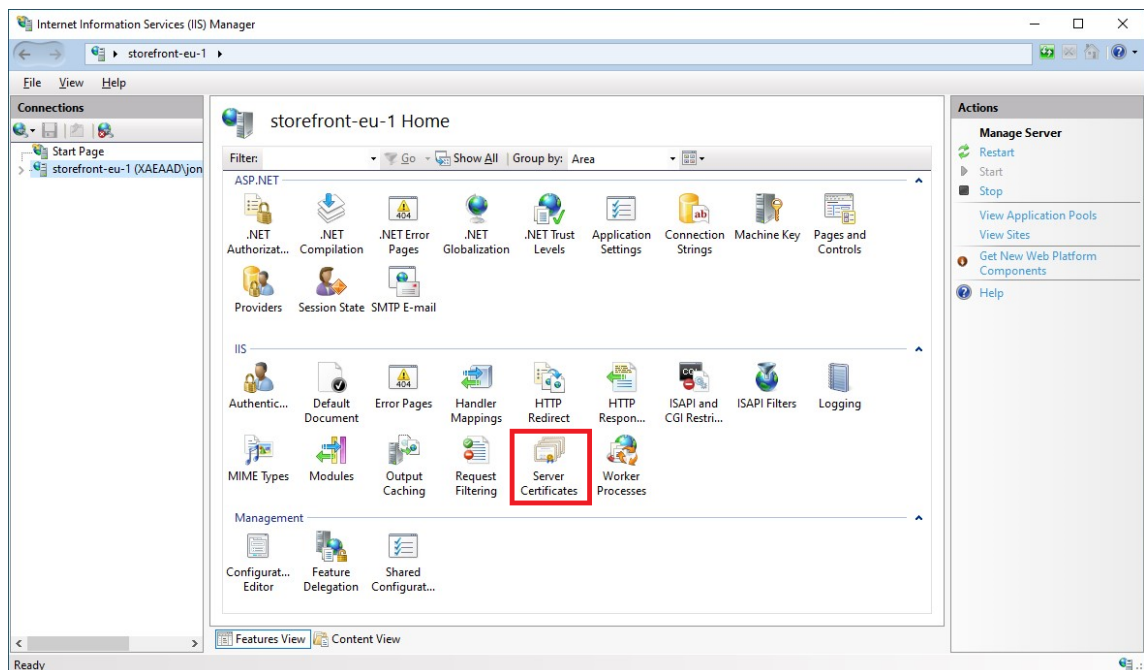 Internet Information Services (IIS) Manager
storefront-eu-1
File View Help
Connections
Start Page
storefront-eu-1 (XAEAAD\jon
storefront-eu-1 Home
Filter: Go Show All Group by: Area
ASP.NET
.NET Authorizat...
.NET Compilation
.NET Error Pages
.NET Globalization
.NET Trust Levels
Application Settings
Connection Strings
Machine Key
Pages and Controls
Providers
Session State
SMTP E-mail
IIS
Authentic...
Default Document
Error Pages
Handler Mappings
HTTP Redirect
HTTP Respon...
ISAPI and CGI Restri...
ISAPI Filters
Logging
MIME Types
Modules
Output Caching
Request Filtering
Server Certificates
Worker Processes
Management
Configurat... Editor
Feature Delegation
Shared Configurat...
Features View
Content View
Actions
Manage Server
Restart
Start
Stop
View Application Pools
View Sites
Get New Web Platform
Components
Help
Ready